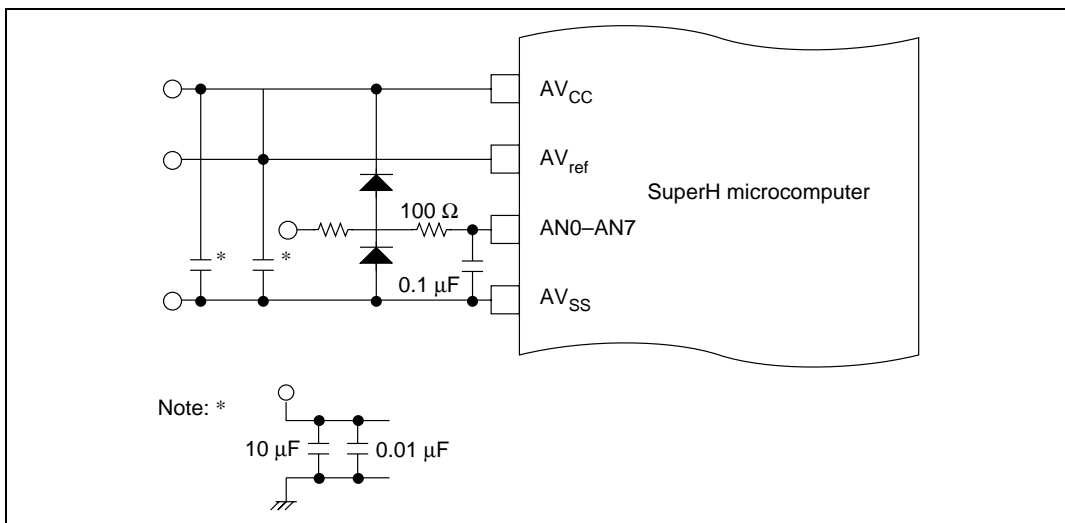 AVCC
AVref
SuperH microcomputer
100 Ω
AN0–AN7
0.1 μF
AVSS
*
*
Note: *
10 μF
0.01 μF